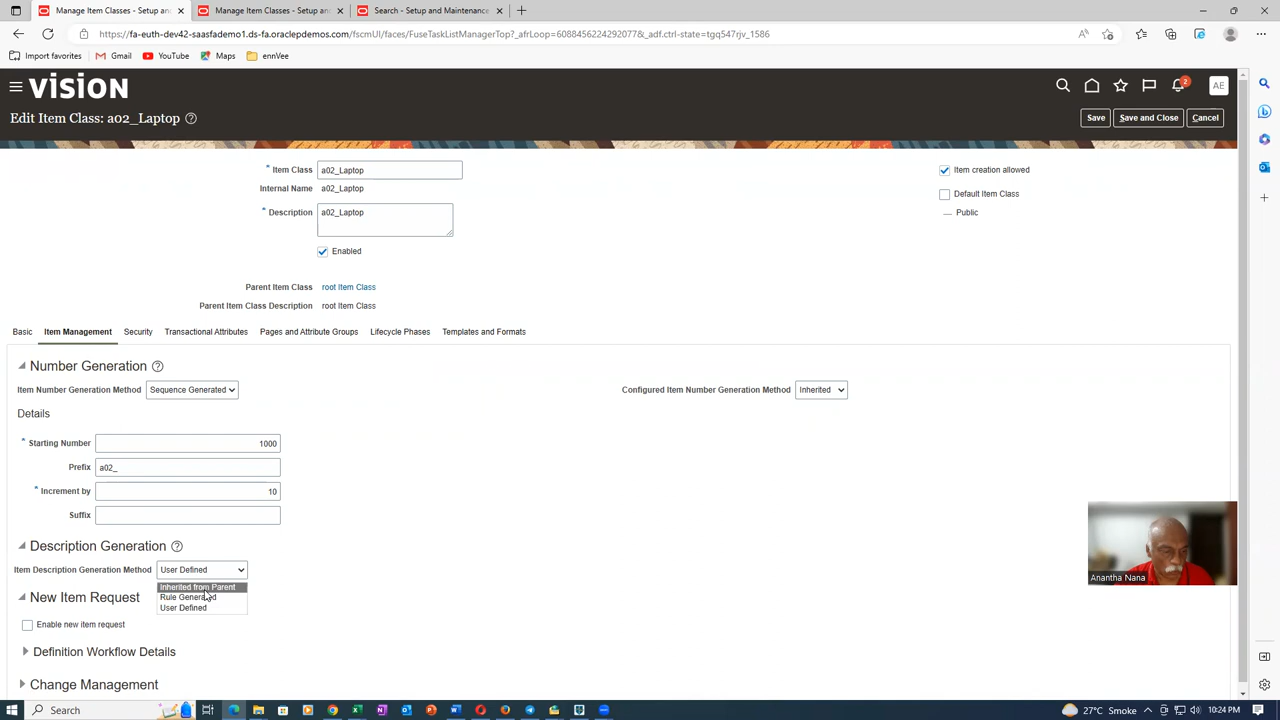 Manage Item Classes - Setup an
Manage Item Classes - Setup and
Search - Setup and Maintenance
https://fa-euth-dev42-saasfademo1.ds-fa.oraclepdemos.com/fscmUI/faces/FuseTaskListManagerTop?_afrLoop=6088456224292077&_adf.ctrl-state=tgq547rjv_1586
Import favorites
Gmail
YouTube
Maps
ennVee
VISION
2
AE
Edit Item Class: a02_Laptop
Save
Save and Close
Cancel
* Item Class a02_Laptop
Item creation allowed
Internal Name a02_Laptop
Default Item Class
* Description a02_Laptop
Public
Enabled
Parent Item Class root Item Class
Parent Item Class Description root Item Class
Basic
Item Management
Security
Transactional Attributes
Pages and Attribute Groups
Lifecycle Phases
Templates and Formats
Number Generation
Item Number Generation Method Sequence Generated
Configured Item Number Generation Method Inherited
Details
* Starting Number 1000
Prefix a02_
* Increment by 10
Suffix
Description Generation
Item Description Generation Method User Defined
Inherited from Parent
Rule Generated
User Defined
New Item Request
Enable new item request
Definition Workflow Details
Change Management
Anantha Nana
Search
27°C Smoke
ENG
10:24 PM